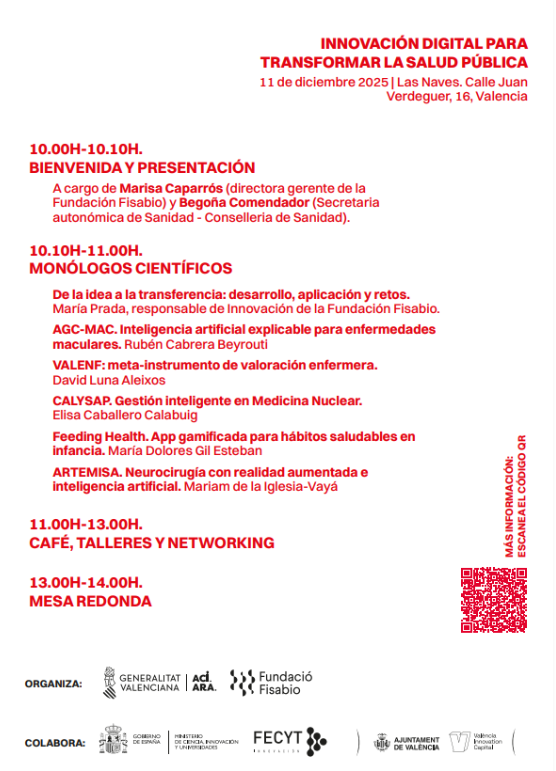 INNOVACIÓN DIGITAL PARA
TRANSFORMAR LA SALUD PÚBLICA
11 de diciembre 2025 | Las Naves. Calle Juan
Verdeguer, 16, Valencia
10.00H-10.10H.
BIENVENIDA Y PRESENTACIÓN
A cargo de Marisa Caparrós (directora gerente de la
Fundación Fisabio) y Begoña Comendador (Secretaria
autonómica de Sanidad - Conselleria de Sanidad).
10.10H-11.00H.
MONÓLOGOS CIENTÍFICOS
De la idea a la transferencia: desarrollo, aplicación y retos.
María Prada, responsable de Innovación de la Fundación Fisabio.
AGC-MAC. Inteligencia artificial explicable para enfermedades
maculares. Rubén Cabrera Beyrouti
VALENF: meta-instrumento de valoración enfermera.
David Luna Aleixos
CALYSAP. Gestión inteligente en Medicina Nuclear.
Elisa Caballero Calabuig
Feeding Health. App gamificada para hábitos saludables en
infancia. María Dolores Gil Esteban
ARTEMISA. Neurocirugía con realidad aumentada e
inteligencia artificial. Mariam de la Iglesia-Vayá
11.00H-13.00H.
CAFÉ, TALLERES Y NETWORKING
13.00H-14.00H.
MESA REDONDA
MÁS INFORMACIÓN:
ESCANEA EL CÓDIGO QR
ORGANIZA:
GENERALITAT
VALENCIANA
ACÍ.
ARA.
Fundació
Fisabio
COLABORA:
GOBIERNO
DE ESPAÑA
MINISTERIO
DE CIENCIA, INNOVACIÓN
Y UNIVERSIDADES
FECYT
INNOVACIÓN
AJUNTAMENT
DE VALÈNCIA
València
Innovation
Capital